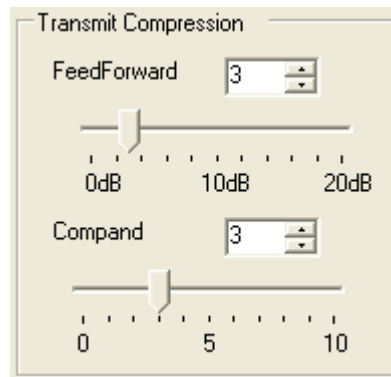 Transmit Compression
FeedForward 3
0dB 10dB 20dB
Compand 3
0 5 10